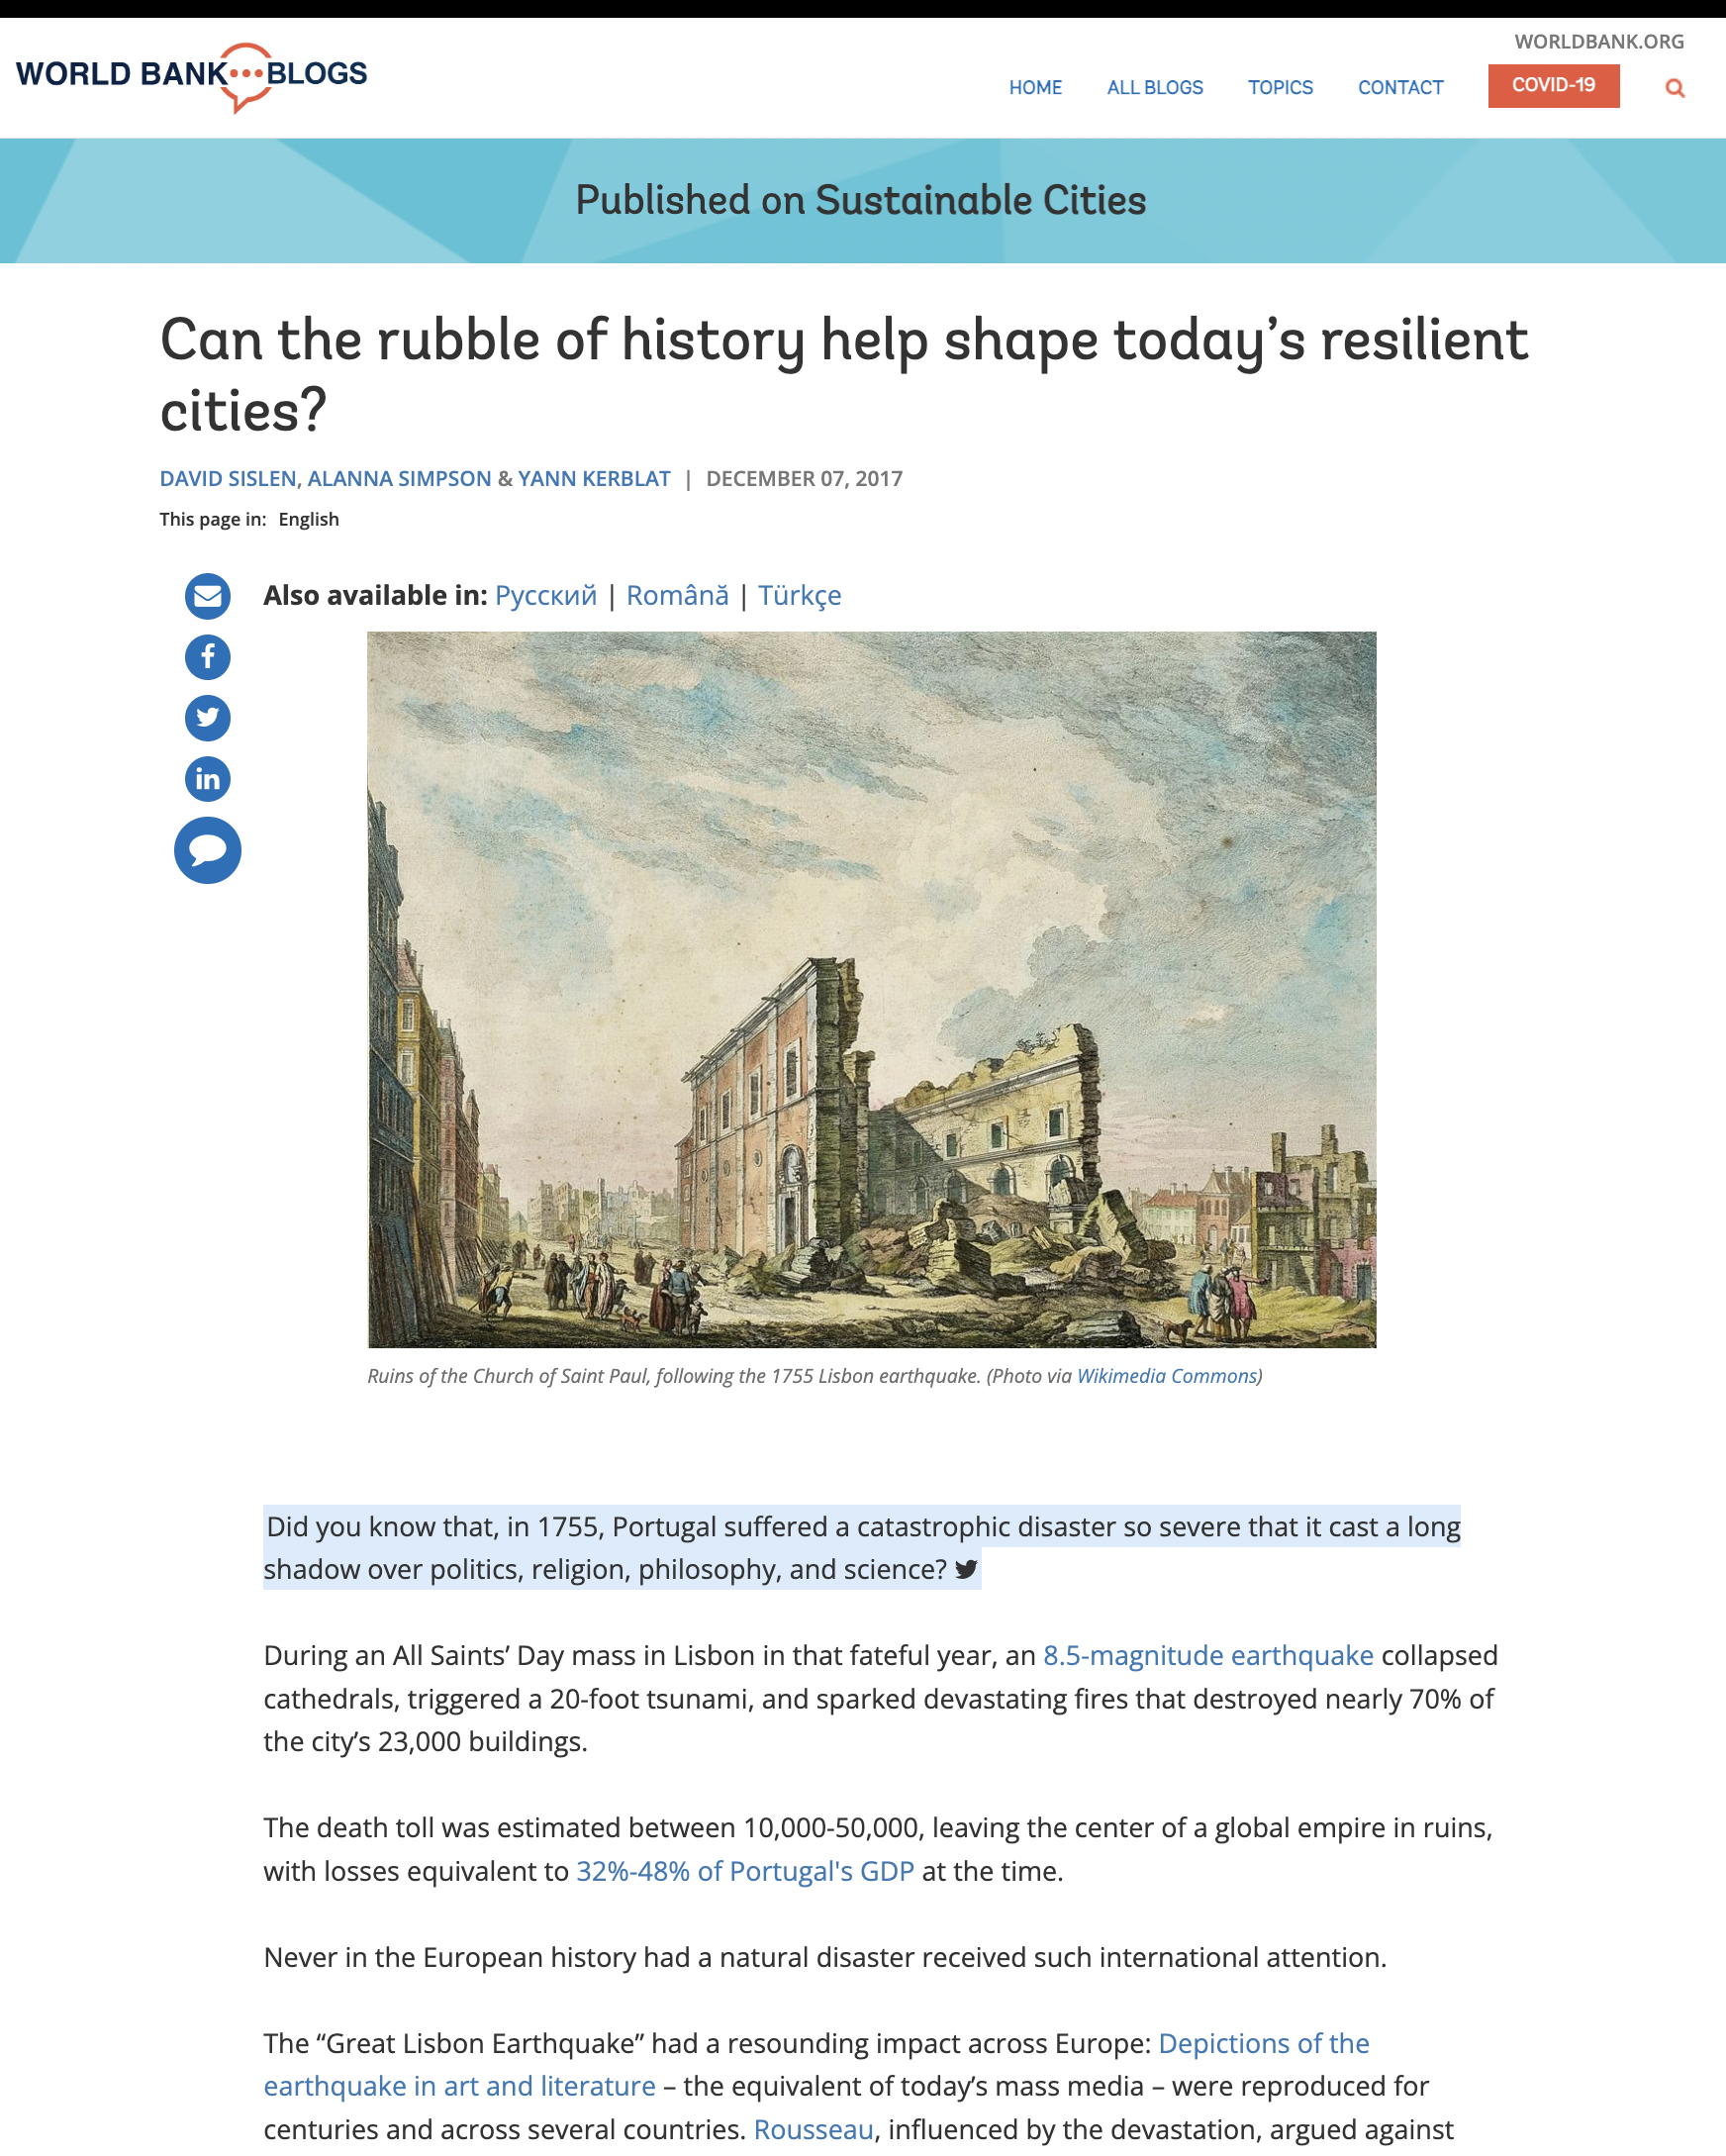 WORLDBANK.ORG
WORLD BANK BLOGS
HOME ALL BLOGS TOPICS CONTACT COVID-19
Published on Sustainable Cities
Can the rubble of history help shape today’s resilient
cities?
DAVID SISLEN, ALANNA SIMPSON & YANN KERBLAT | DECEMBER 07, 2017
This page in: English
Also available in: Русский | Română | Türkçe
Ruins of the Church of Saint Paul, following the 1755 Lisbon earthquake. (Photo via Wikimedia Commons)
Did you know that, in 1755, Portugal suffered a catastrophic disaster so severe that it cast a long
shadow over politics, religion, philosophy, and science?
During an All Saints’ Day mass in Lisbon in that fateful year, an 8.5-magnitude earthquake collapsed
cathedrals, triggered a 20-foot tsunami, and sparked devastating fires that destroyed nearly 70% of
the city’s 23,000 buildings.
The death toll was estimated between 10,000-50,000, leaving the center of a global empire in ruins,
with losses equivalent to 32%-48% of Portugal's GDP at the time.
Never in the European history had a natural disaster received such international attention.
The “Great Lisbon Earthquake” had a resounding impact across Europe: Depictions of the
earthquake in art and literature – the equivalent of today’s mass media – were reproduced for
centuries and across several countries. Rousseau, influenced by the devastation, argued against